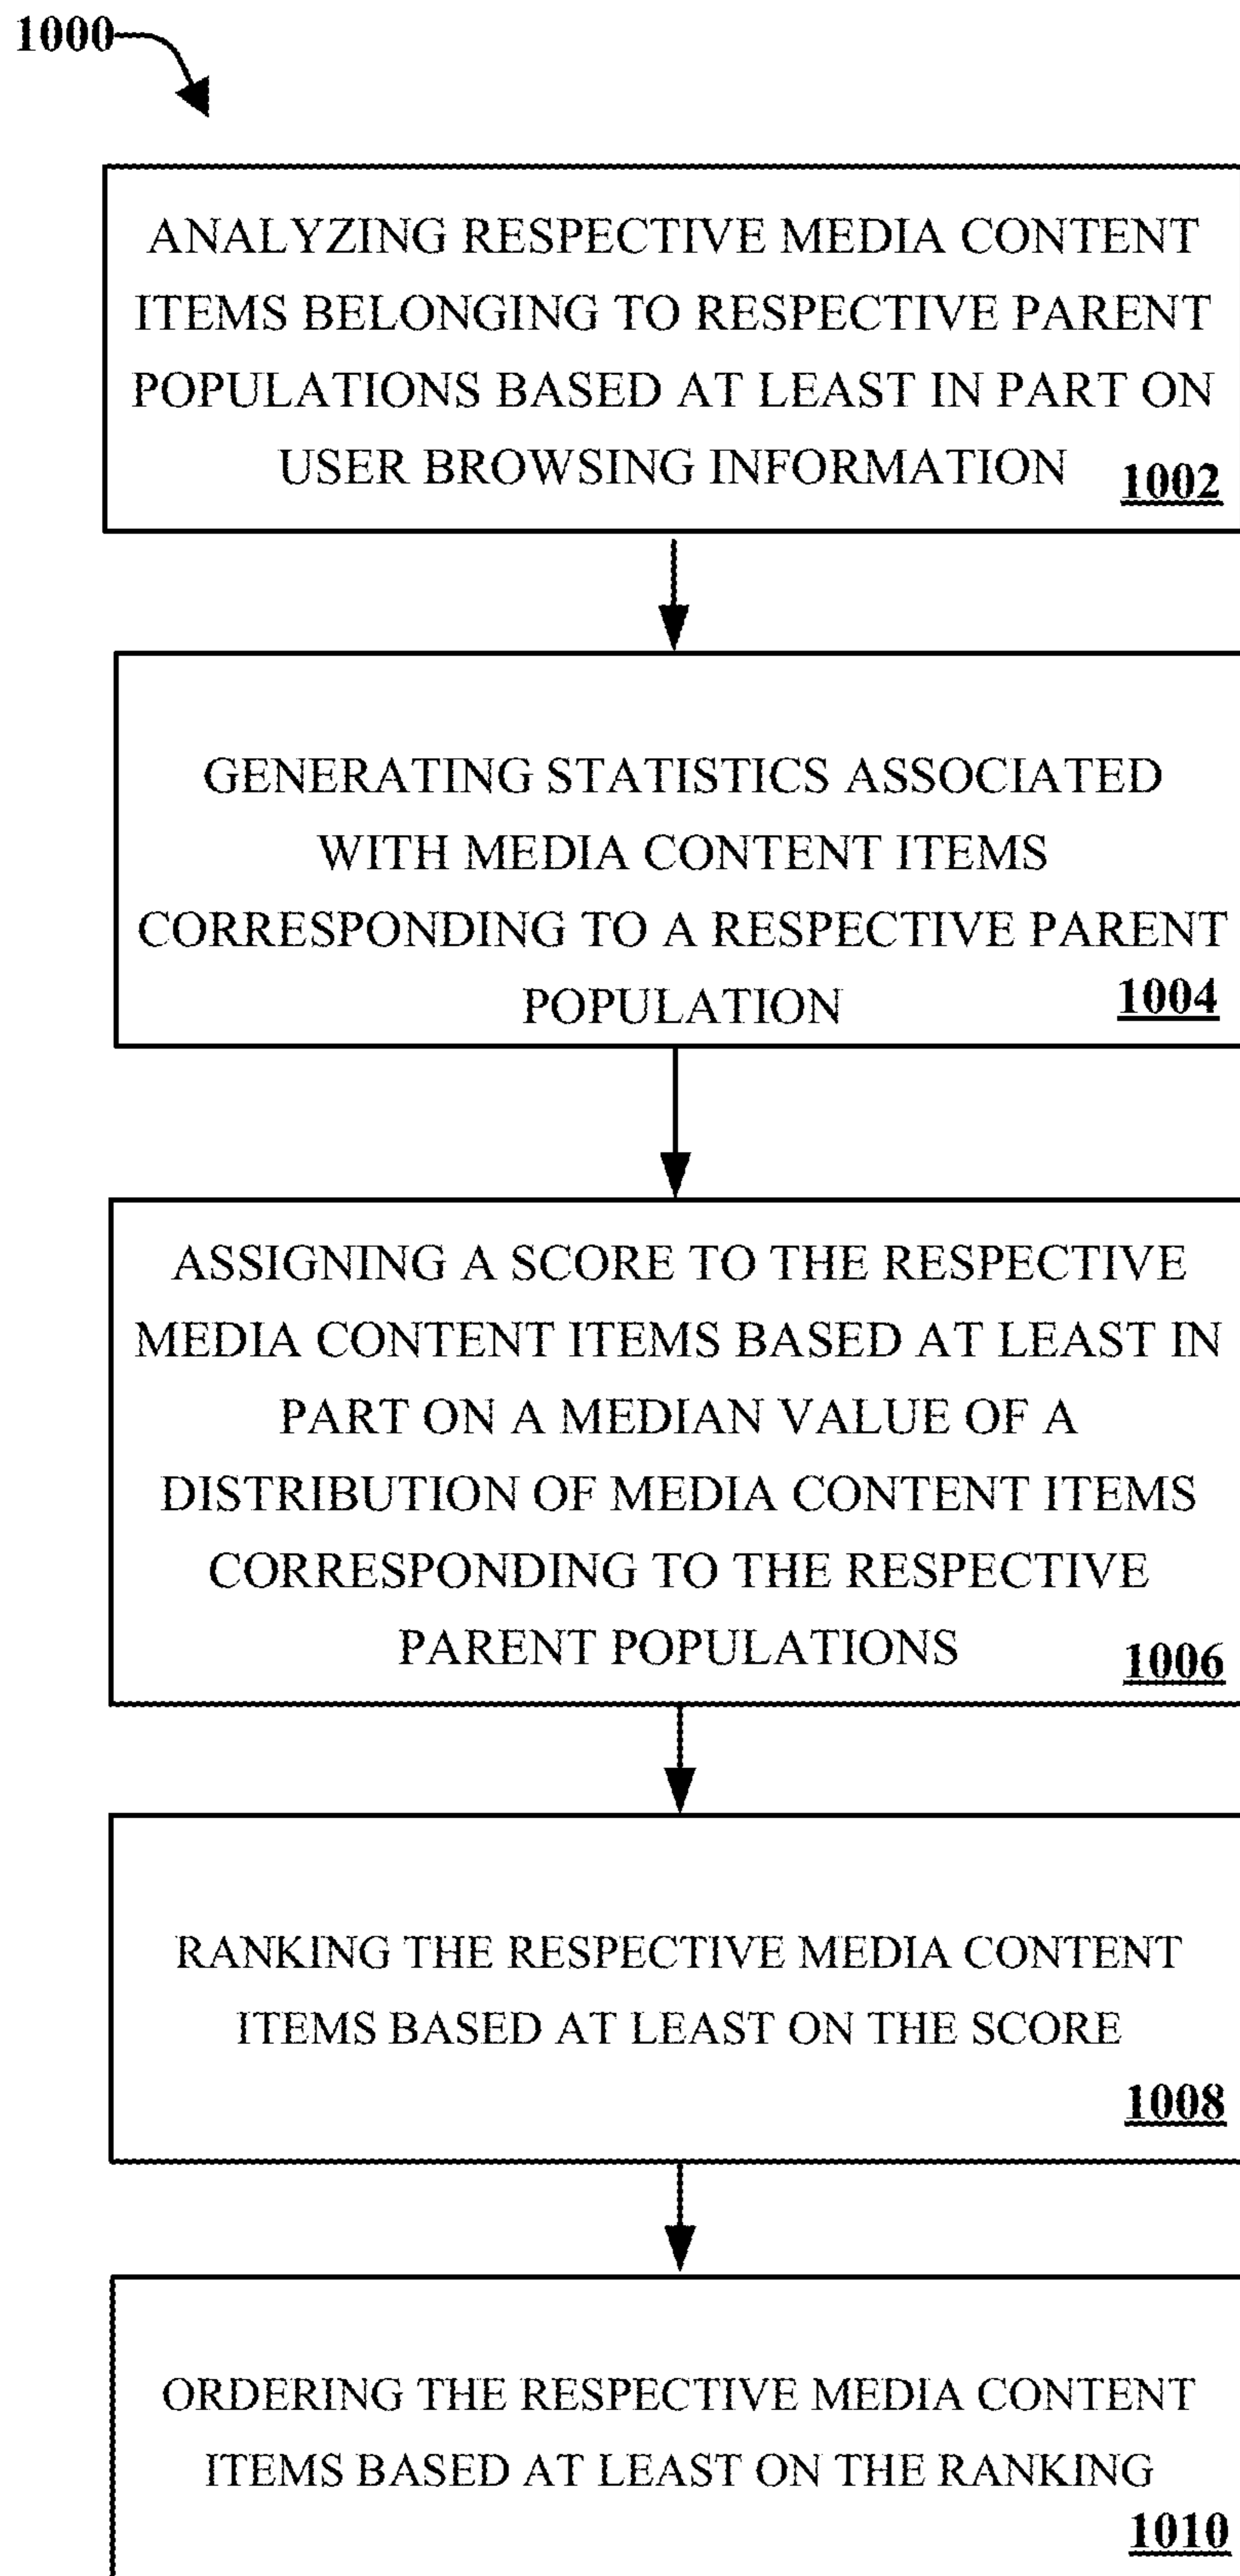 1000
ANALYZING RESPECTIVE MEDIA CONTENT
ITEMS BELONGING TO RESPECTIVE PARENT
POPULATIONS BASED AT LEAST IN PART ON
USER BROWSING INFORMATION
1002
GENERATING STATISTICS ASSOCIATED
WITH MEDIA CONTENT ITEMS
CORRESPONDING TO A RESPECTIVE PARENT
POPULATION
1004
ASSIGNING A SCORE TO THE RESPECTIVE
MEDIA CONTENT ITEMS BASED AT LEAST IN
PART ON A MEDIAN VALUE OF A
DISTRIBUTION OF MEDIA CONTENT ITEMS
CORRESPONDING TO THE RESPECTIVE
PARENT POPULATIONS
1006
RANKING THE RESPECTIVE MEDIA CONTENT
ITEMS BASED AT LEAST ON THE SCORE
1008
ORDERING THE RESPECTIVE MEDIA CONTENT
ITEMS BASED AT LEAST ON THE RANKING
1010